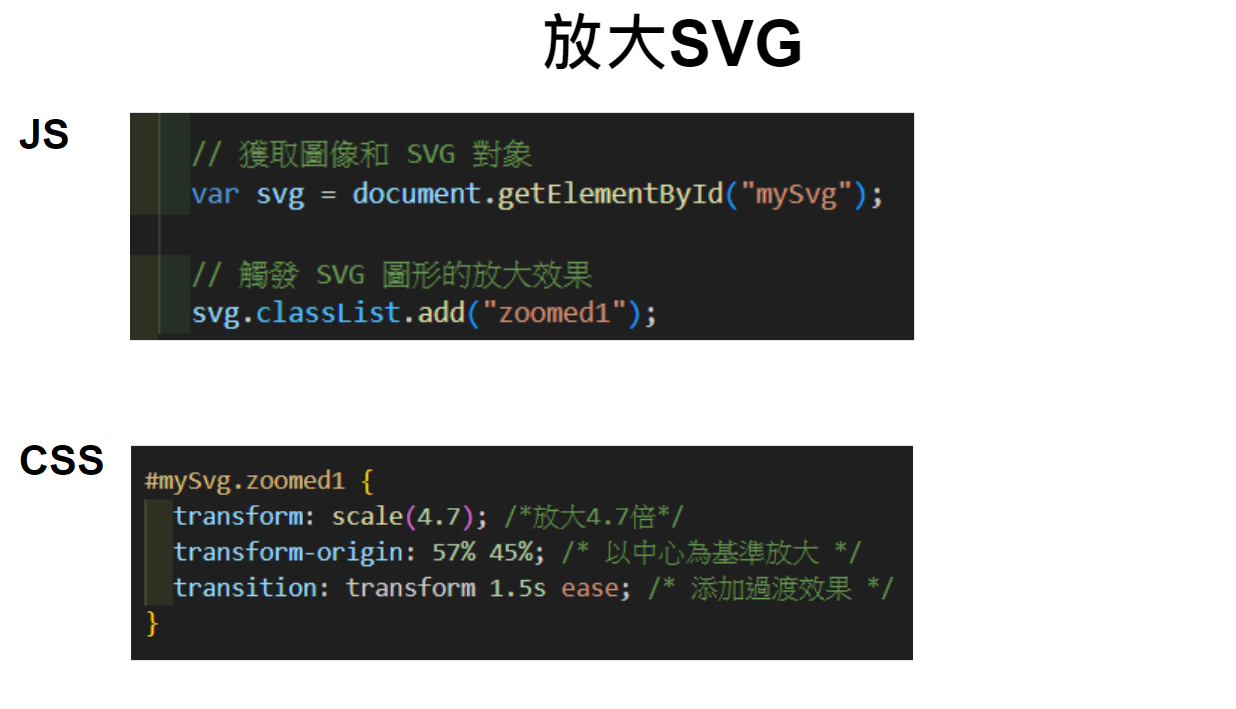 放大SVG
JS
// 獲取圖像和 SVG 對象
var svg = document.getElementById("mySvg");
// 觸發 SVG 圖形的放大效果
svg.classList.add("zoomed1");
CSS
#mySvg.zoomed1 {
transform: scale(4.7); /*放大4.7倍*/
transform-origin: 57% 45%; /* 以中心為基準放大 */
transition: transform 1.5s ease; /* 添加過渡效果 */
}